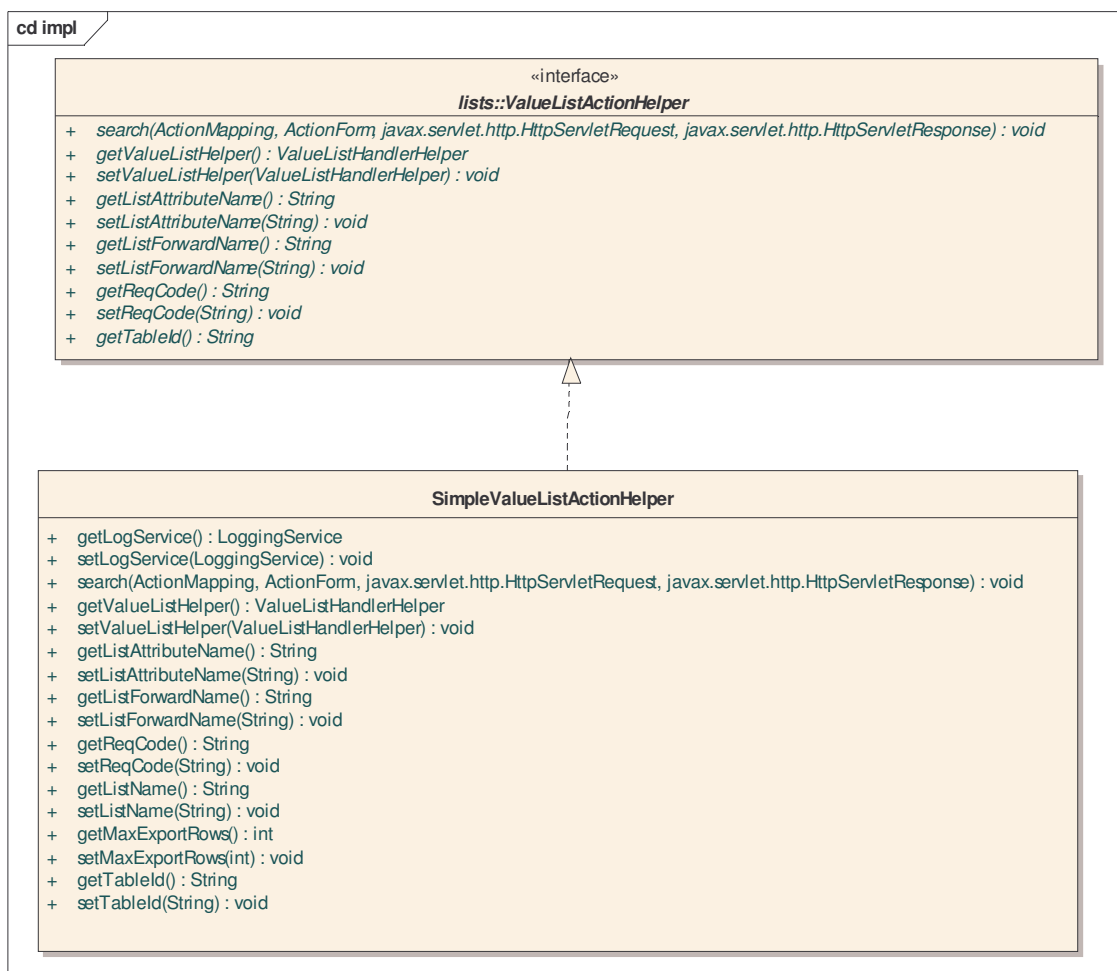 cd impl
«interface»
lists::ValueListActionHelper
+ search(ActionMapping, ActionForm, javax.servlet.http.HttpServletRequest, javax.servlet.http.HttpServletResponse) : void
+ getValueListHelper() : ValueListHandlerHelper
+ setValueListHelper(ValueListHandlerHelper) : void
+ getListAttributeName() : String
+ setListAttributeName(String) : void
+ getListForwardName() : String
+ setListForwardName(String) : void
+ getReqCode() : String
+ setReqCode(String) : void
+ getTableId() : String
SimpleValueListActionHelper
+ getLogService() : LoggingService
+ setLogService(LoggingService) : void
+ search(ActionMapping, ActionForm, javax.servlet.http.HttpServletRequest, javax.servlet.http.HttpServletResponse) : void
+ getValueListHelper() : ValueListHandlerHelper
+ setValueListHelper(ValueListHandlerHelper) : void
+ getListAttributeName() : String
+ setListAttributeName(String) : void
+ getListForwardName() : String
+ setListForwardName(String) : void
+ getReqCode() : String
+ setReqCode(String) : void
+ getListName() : String
+ setListName(String) : void
+ getMaxExportRows() : int
+ setMaxExportRows(int) : void
+ getTableId() : String
+ setTableId(String) : void